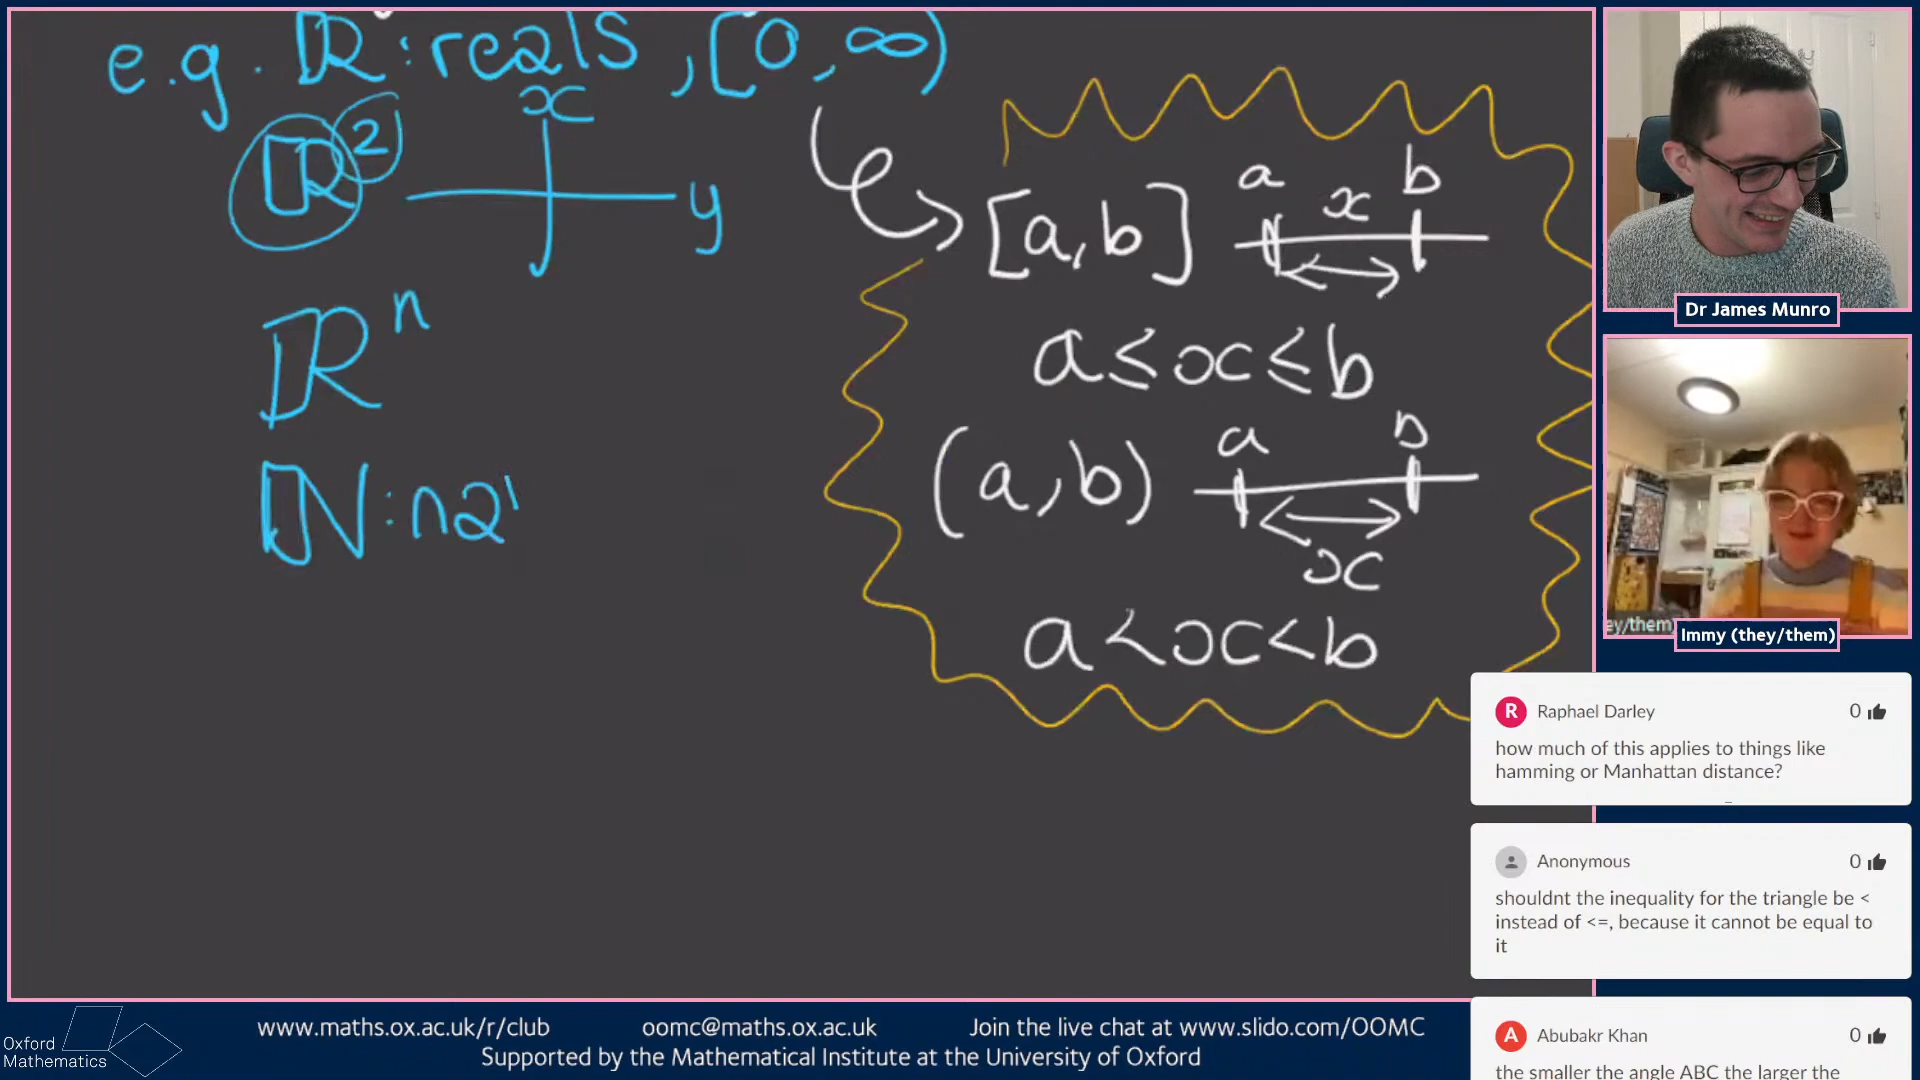 e.g. ℝ: reals, [0, ∞)
ℝ²
x
y
ℝⁿ
ℕ: na
[a, b]
a x b
a ≤ x ≤ b
(a, b)
a b
x
a < x < b
Dr James Munro
ey/them)
Immy (they/them)
R Raphael Darley 0
how much of this applies to things like
hamming or Manhattan distance?
Anonymous 0
shouldnt the inequality for the triangle be <
instead of <=, because it cannot be equal to
it
A Abubakr Khan 0
the smaller the angle ABC the larger the
Oxford
Mathematics
www.maths.ox.ac.uk/r/club oomc@maths.ox.ac.uk Join the live chat at www.slido.com/OOMC
Supported by the Mathematical Institute at the University of Oxford